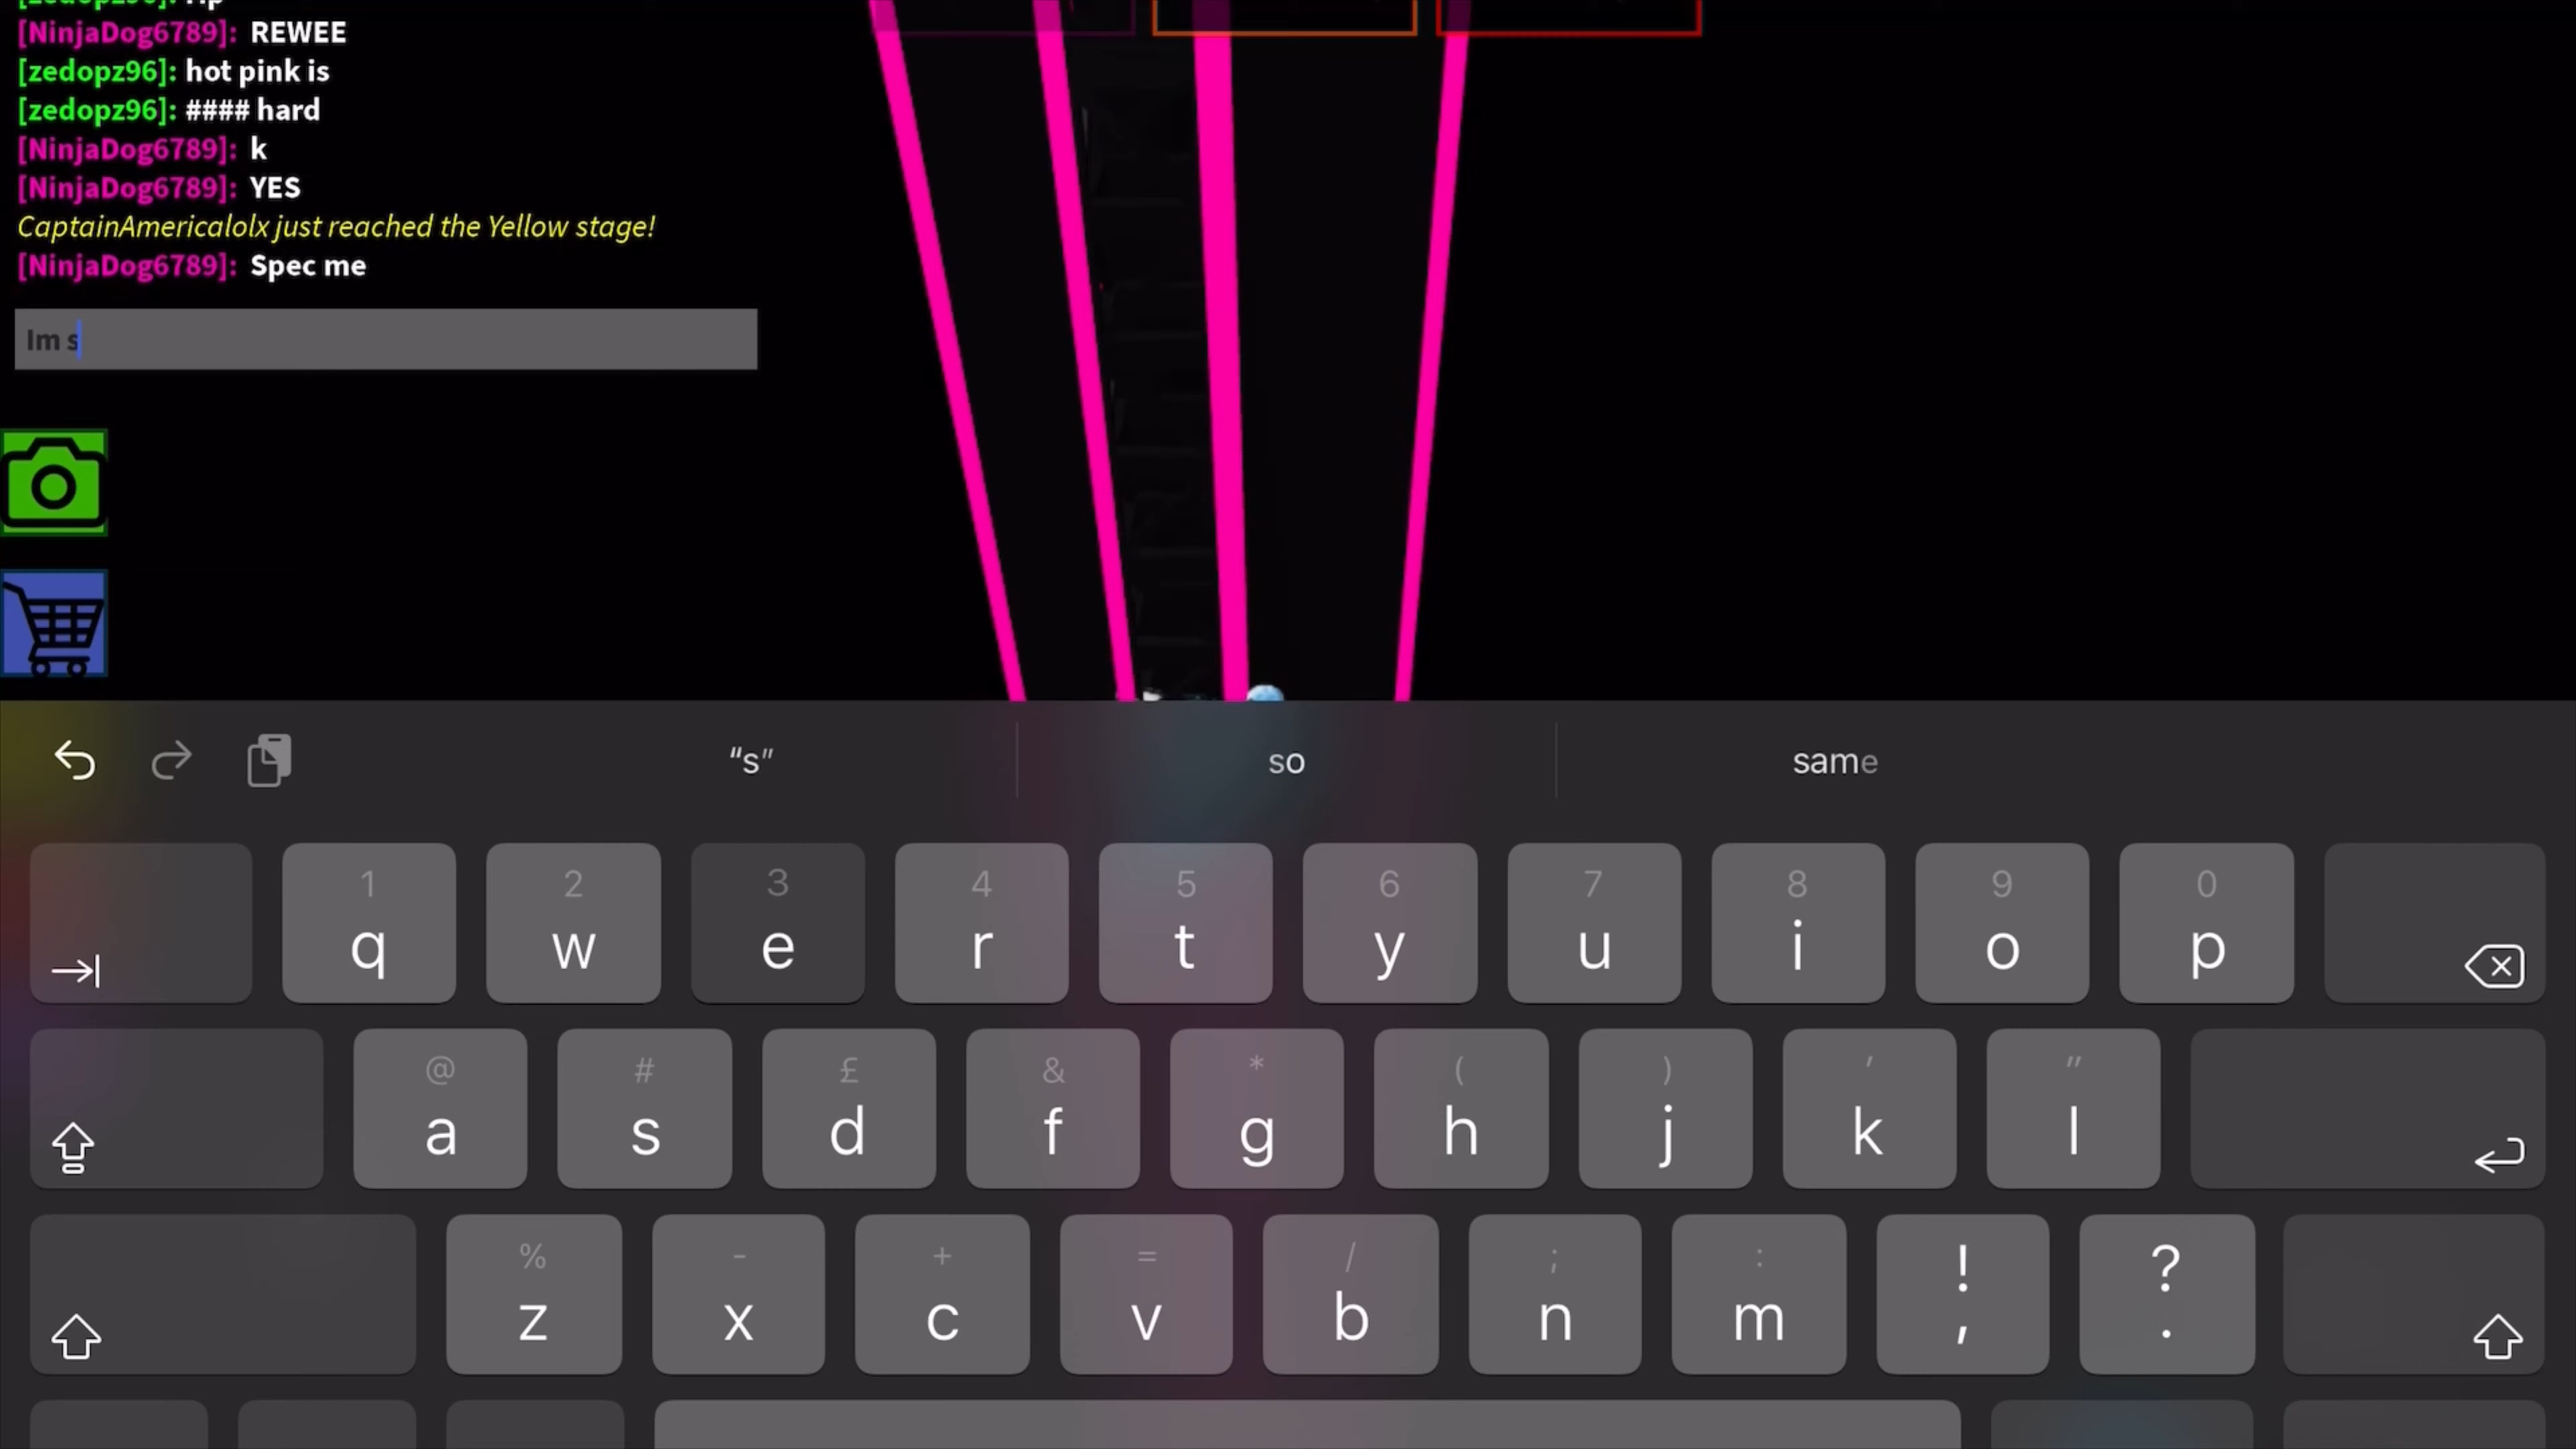 [NinjaDog6789]: REWEE
[zedopz96]: hot pink is
[zedopz96]: #### hard
[NinjaDog6789]: k
[NinjaDog6789]: YES
CaptainAmericalolx just reached the Yellow stage!
[NinjaDog6789]: Spec me
Im s
“s” so same
1 2 3 4 5 6 7 8 9 0
q w e r t y u i o p
@ # £ & * ( ) ' "
a s d f g h j k l
% - + = / ; : ! ?
z x c v b n m , .